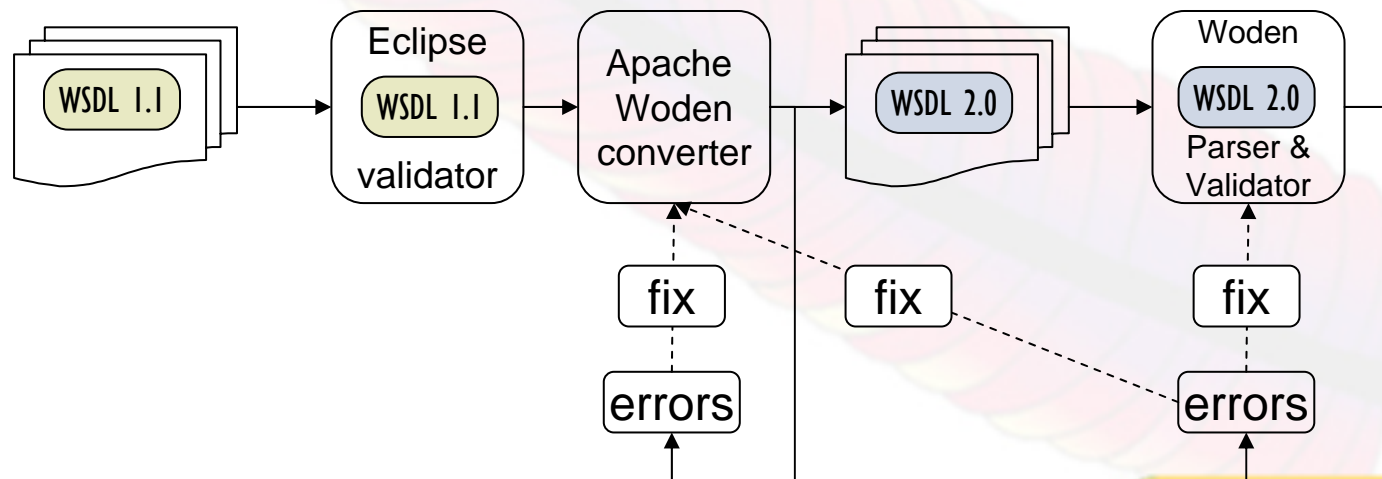 WSDL 1.1
Eclipse
WSDL 1.1
validator
Apache
Woden
converter
WSDL 2.0
Woden
WSDL 2.0
Parser &
Validator
fix
fix
fix
errors
errors